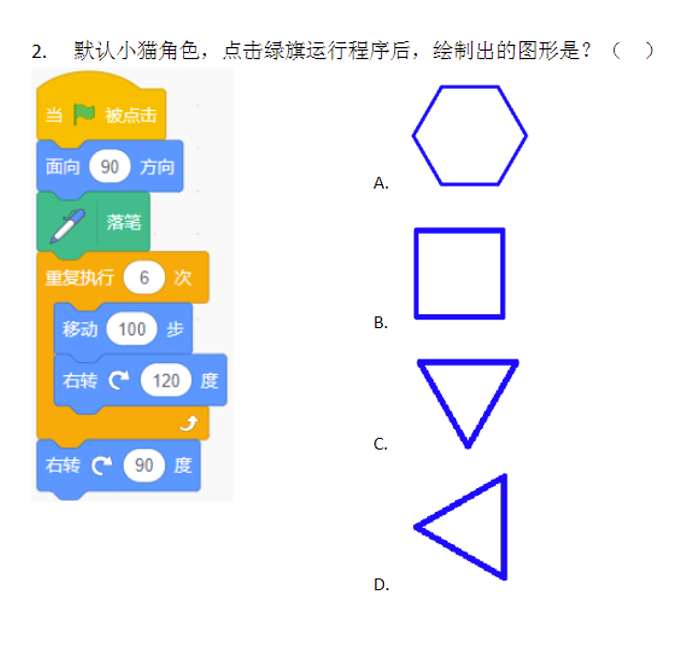 2. 默认小猫角色，点击绿旗运行程序后，绘制出的图形是？（ ）
当 被点击
面向 90 方向
落笔
重复执行 6 次
移动 100 步
右转 120 度
右转 90 度
A.
B.
C.
D.